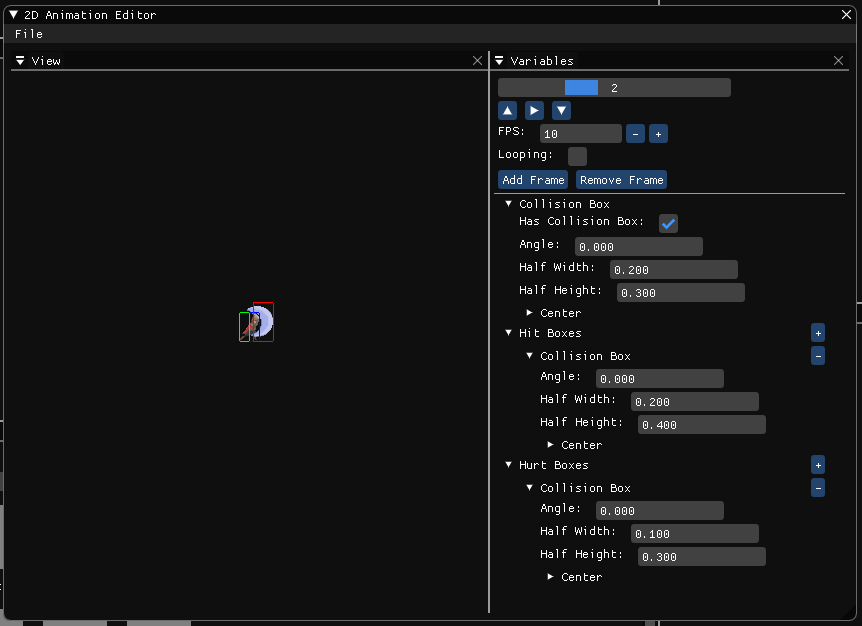 2D Animation Editor
File
View
Variables
2
FPS: 10 - +
Looping:
Add Frame Remove Frame
Collision Box
Has Collision Box:
Angle: 0.000
Half Width: 0.200
Half Height: 0.300
Center
Hit Boxes +
Collision Box -
Angle: 0.000
Half Width: 0.200
Half Height: 0.400
Center
Hurt Boxes +
Collision Box -
Angle: 0.000
Half Width: 0.100
Half Height: 0.300
Center